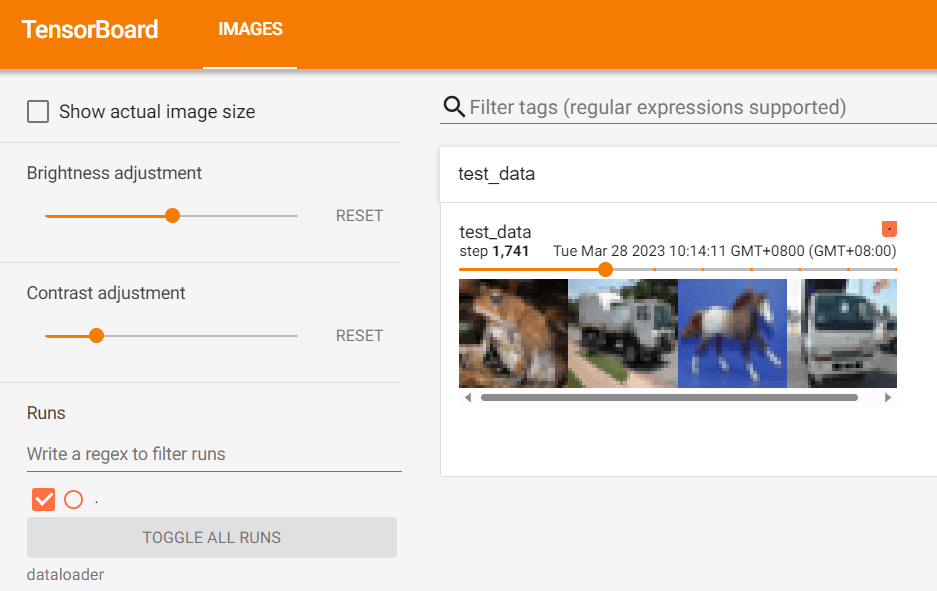 TensorBoard
IMAGES
Show actual image size
Filter tags (regular expressions supported)
Brightness adjustment
RESET
Contrast adjustment
RESET
Runs
Write a regex to filter runs
.
TOGGLE ALL RUNS
dataloader
test_data
test_data
.
step 1,741 Tue Mar 28 2023 10:14:11 GMT+0800 (GMT+08:00)